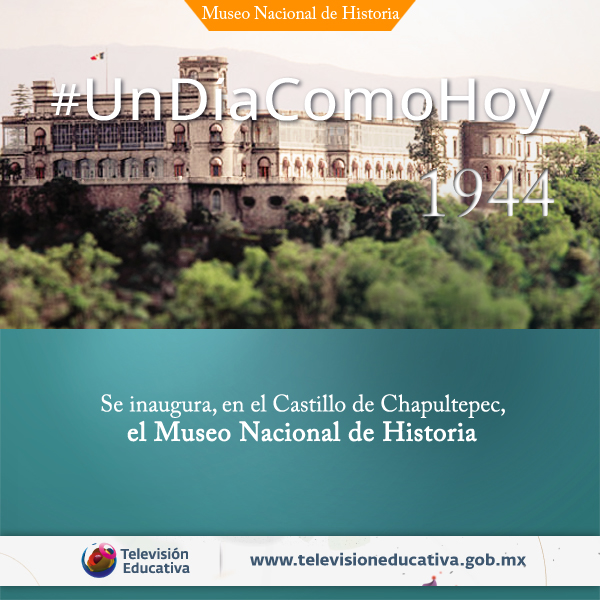 Museo Nacional de Historia
#UnDíaComoHoy
1944
Se inaugura, en el Castillo de Chapultepec,
el Museo Nacional de Historia
Televisión
Educativa
www.televisioneducativa.gob.mx